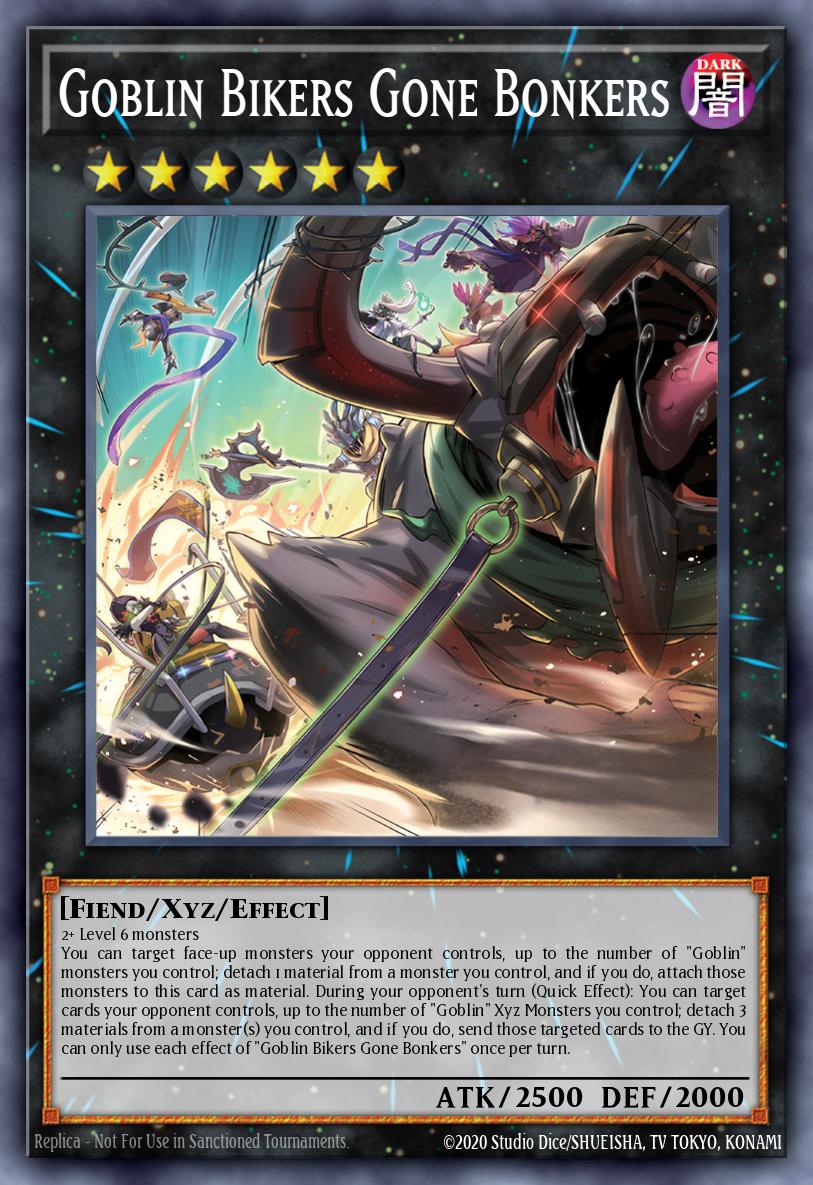 GOBLIN BIKERS GONE BONKERS
DARK
闇
[FIEND/XYZ/EFFECT]
2+ Level 6 monsters
You can target face-up monsters your opponent controls, up to the number of "Goblin"
monsters you control; detach 1 material from a monster you control, and if you do, attach those
monsters to this card as material. During your opponent's turn (Quick Effect): You can target
cards your opponent controls, up to the number of "Goblin" Xyz Monsters you control; detach 3
materials from a monster(s) you control, and if you do, send those targeted cards to the GY. You
can only use each effect of "Goblin Bikers Gone Bonkers" once per turn.
ATK/2500 DEF/2000
Replica - Not For Use in Sanctioned Tournaments.
©2020 Studio Dice/SHUEISHA, TV TOKYO, KONAMI